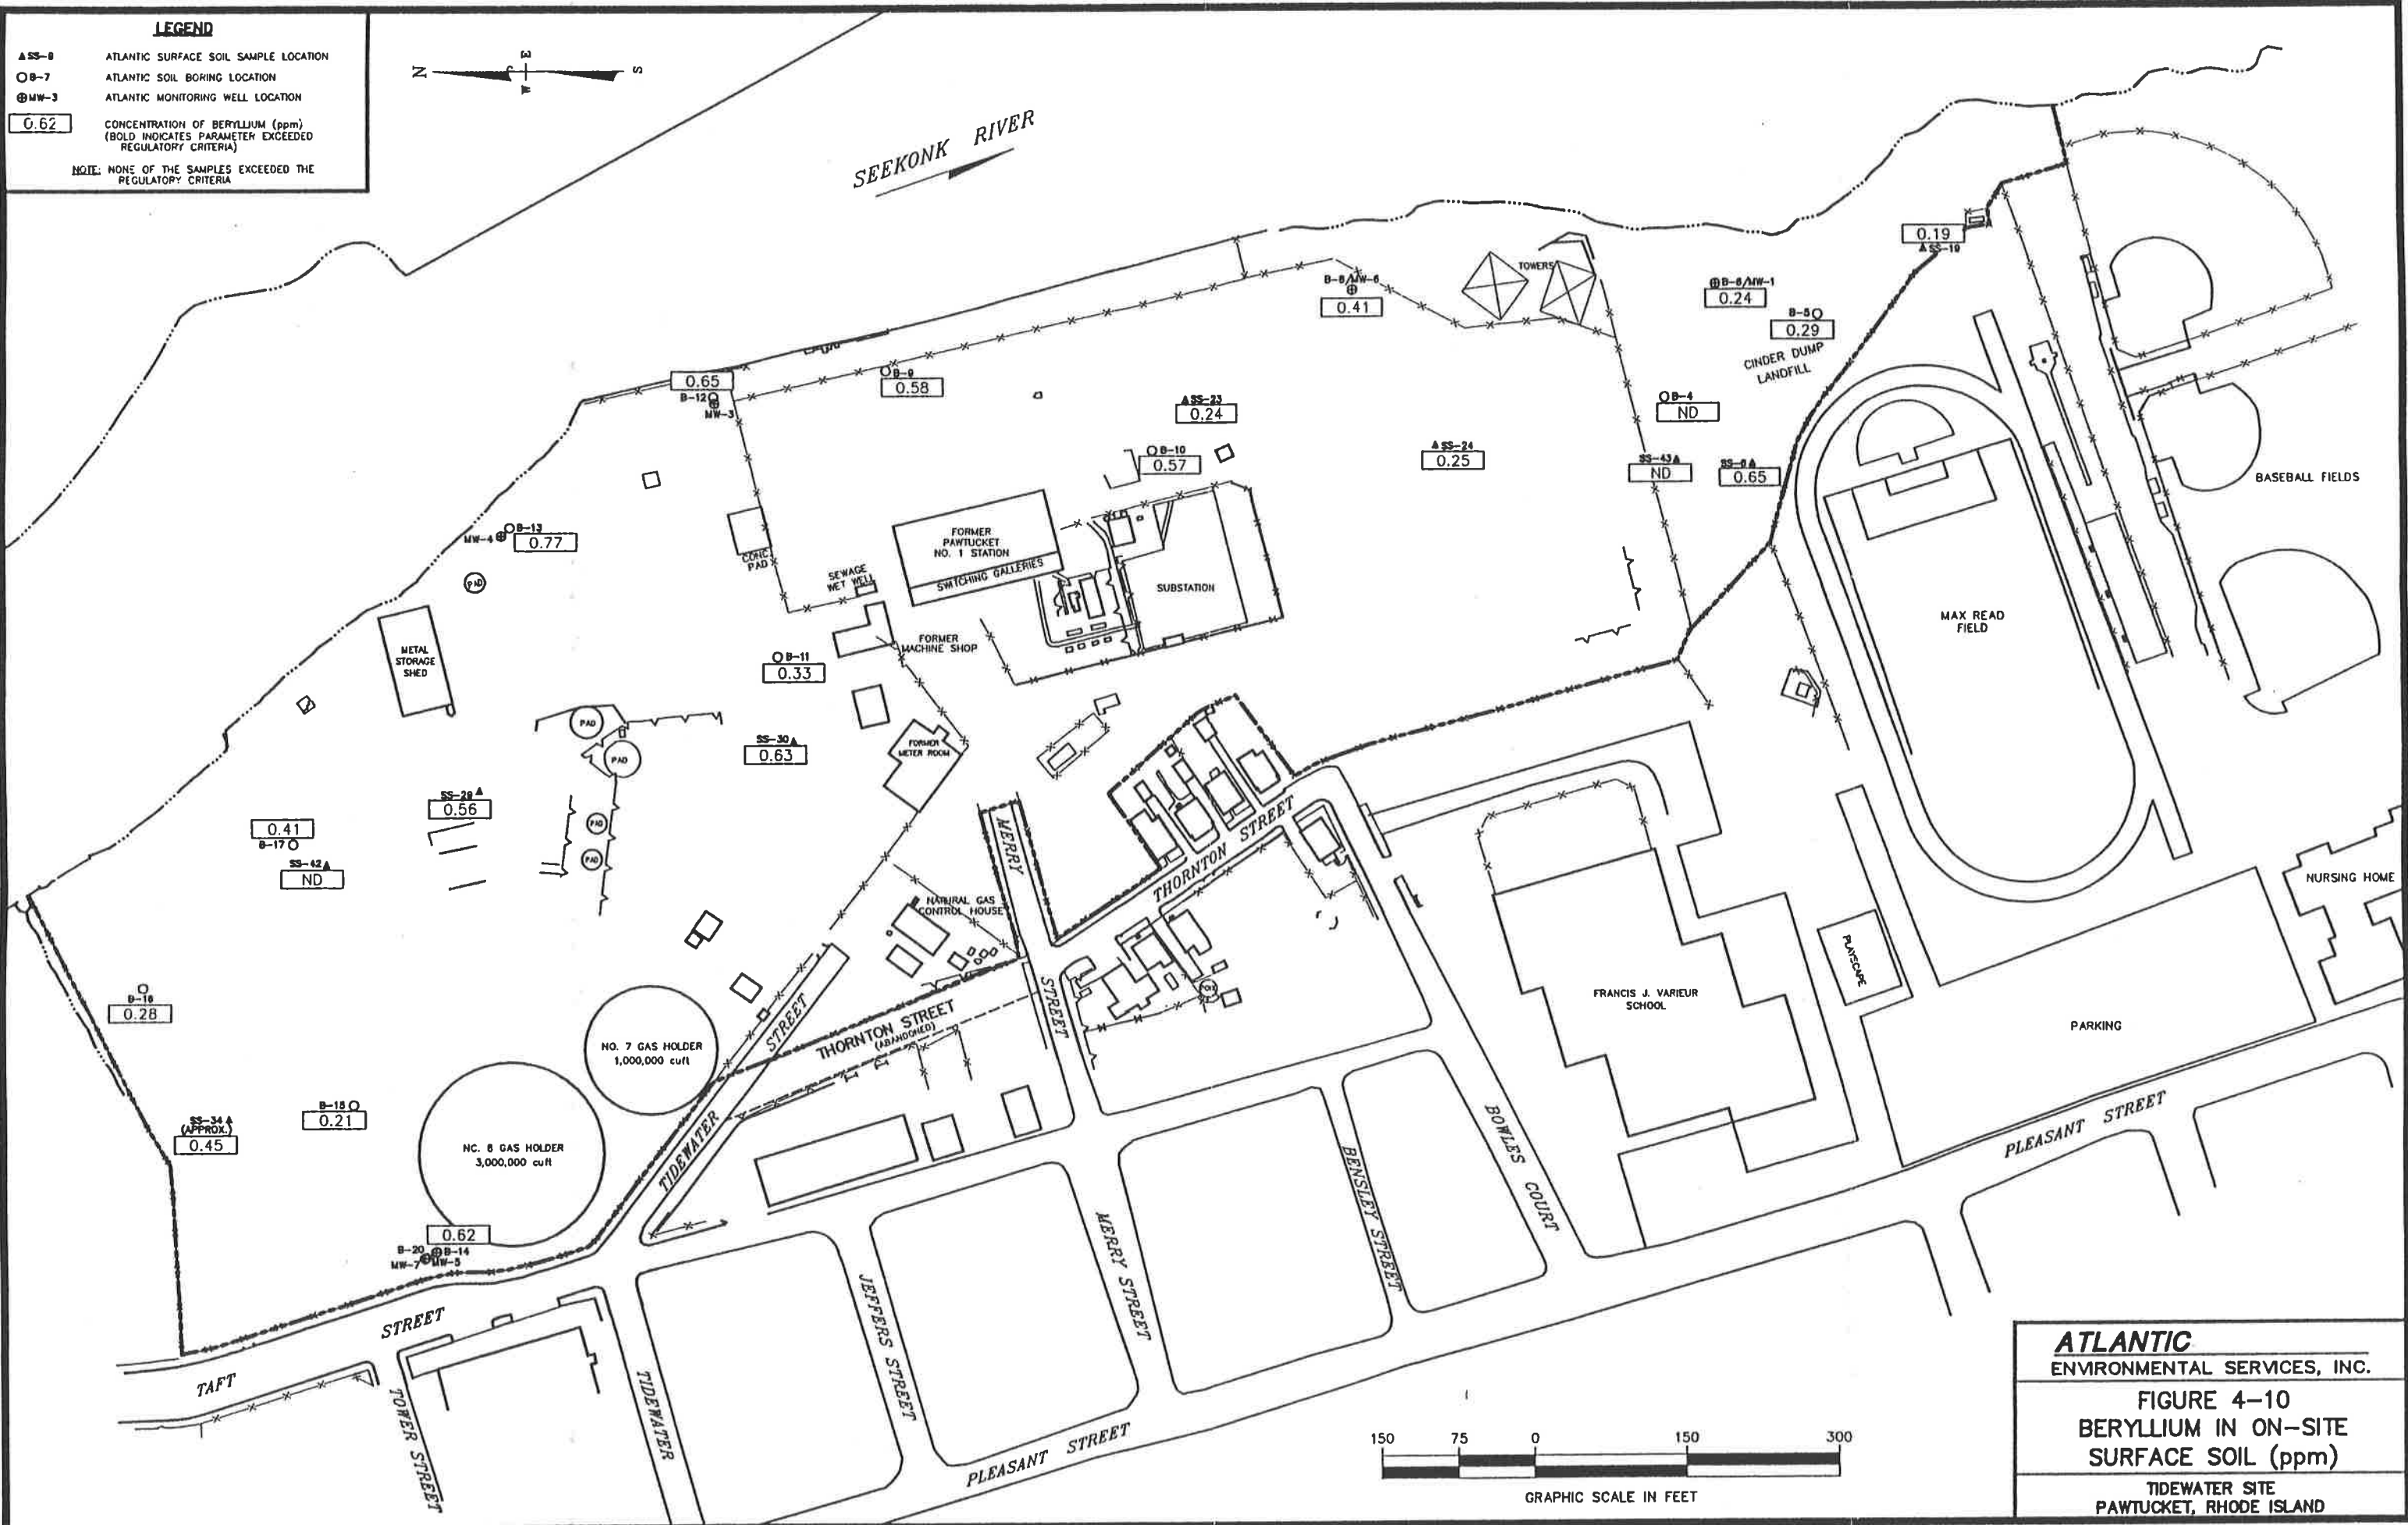 LEGEND
SS-9 ATLANTIC SURFACE SOIL SAMPLE LOCATION
B-7 ATLANTIC SOIL BORING LOCATION
MW-3 ATLANTIC MONITORING WELL LOCATION
0.62 CONCENTRATION OF BERYLLIUM (ppm)
(BOLD INDICATES PARAMETER EXCEEDED
REGULATORY CRITERIA)
NOTE: NONE OF THE SAMPLES EXCEEDED THE
REGULATORY CRITERIA
N E S W
SEEKONK RIVER
0.19
SS-19
TOWERS
B-6/MW-1
0.24
B-8/MW-6
0.41
B-5
0.29
CINDER DUMP
LANDFILL
0.65
B-12
MW-3
B-9
0.58
SS-23
0.24
B-4
ND
B-10
0.57
SS-24
0.25
SS-43
ND
0.65
BASEBALL FIELDS
B-13
MW-4
0.77
CONC.
PAD
FORMER
PAWTUCKET
NO. 1 STATION
SWITCHING GALLERIES
SUBSTATION
PAD
SEWAGE
WET WELL
FORMER
MACHINE SHOP
MAX READ
FIELD
METAL
STORAGE
SHED
B-11
0.33
PAD
PAD
SS-30
0.63
FORMER
METER ROOM
SS-29
0.56
PAD
PAD
0.41
B-17
SS-42
ND
MERRY
STREET
THORNTON STREET
NATURAL GAS
CONTROL HOUSE
NURSING HOME
PLAYSCAPE
FRANCIS J. VARIEUR
SCHOOL
PARKING
B-16
0.28
NO. 7 GAS HOLDER
1,000,000 cuft
THORNTON STREET
(ABANDONED)
POOL
TIDEWATER STREET
SS-34
(APPROX.)
0.45
B-15
0.21
NC. 8 GAS HOLDER
3,000,000 cuft
0.62
B-20 B-14
MW-7 MW-5
TAFT STREET
TOWER STREET
TIDEWATER
JEFFERS STREET
MERRY STREET
BENSLEY STREET
BOWLES COURT
PLEASANT STREET
PLEASANT STREET
150 75 0 150 300
GRAPHIC SCALE IN FEET
ATLANTIC
ENVIRONMENTAL SERVICES, INC.
FIGURE 4-10
BERYLLIUM IN ON-SITE
SURFACE SOIL (ppm)
TIDEWATER SITE
PAWTUCKET, RHODE ISLAND